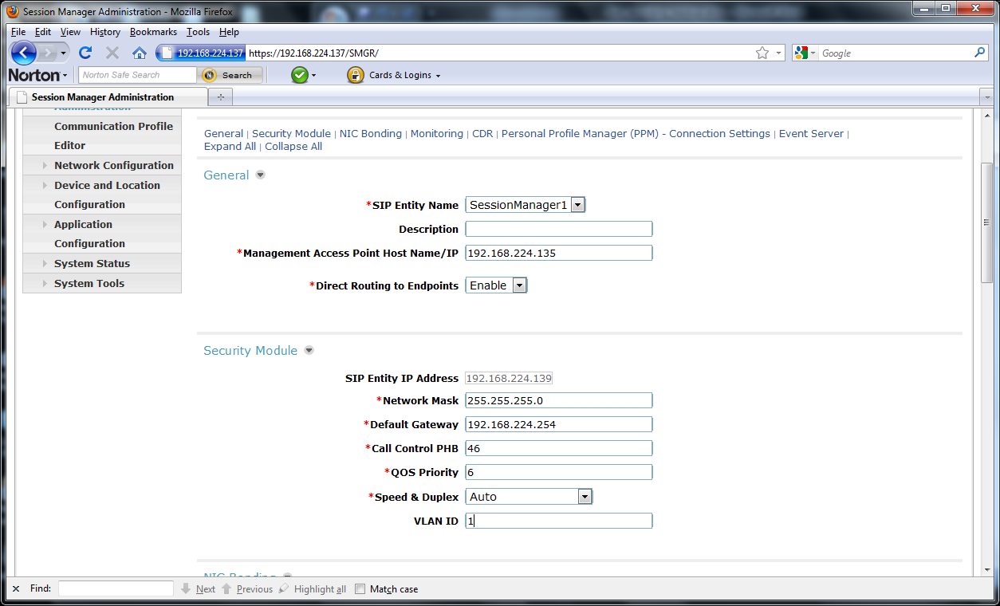 Session Manager Administration - Mozilla Firefox
File Edit View History Bookmarks Tools Help
192.168.224.137 https://192.168.224.137/SMGR/
Google
Norton
Norton Safe Search
Search
Cards & Logins
Session Manager Administration
Administration
Communication Profile
Editor
Network Configuration
Device and Location
Configuration
Application
Configuration
System Status
System Tools
General | Security Module | NIC Bonding | Monitoring | CDR | Personal Profile Manager (PPM) - Connection Settings | Event Server |
Expand All | Collapse All
General
*SIP Entity Name SessionManager1
Description
*Management Access Point Host Name/IP 192.168.224.135
*Direct Routing to Endpoints Enable
Security Module
SIP Entity IP Address 192.168.224.139
*Network Mask 255.255.255.0
*Default Gateway 192.168.224.254
*Call Control PHB 46
*QOS Priority 6
*Speed & Duplex Auto
VLAN ID 1
NIC Bonding
Find: Next Previous Highlight all Match case